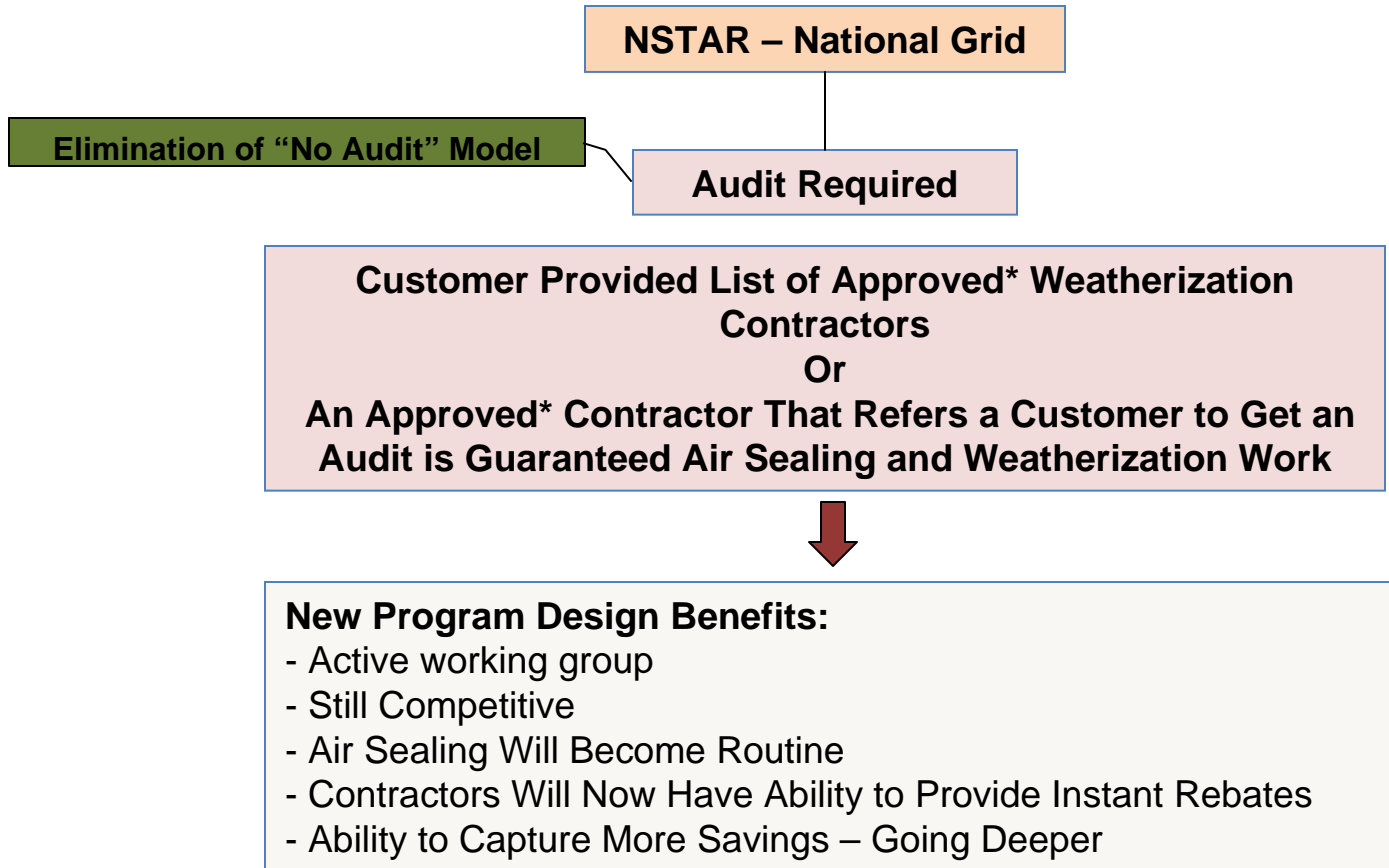 NSTAR – National Grid
Elimination of “No Audit” Model
Audit Required
Customer Provided List of Approved* Weatherization
Contractors
Or
An Approved* Contractor That Refers a Customer to Get an
Audit is Guaranteed Air Sealing and Weatherization Work
New Program Design Benefits:
- Active working group
- Still Competitive
- Air Sealing Will Become Routine
- Contractors Will Now Have Ability to Provide Instant Rebates
- Ability to Capture More Savings – Going Deeper